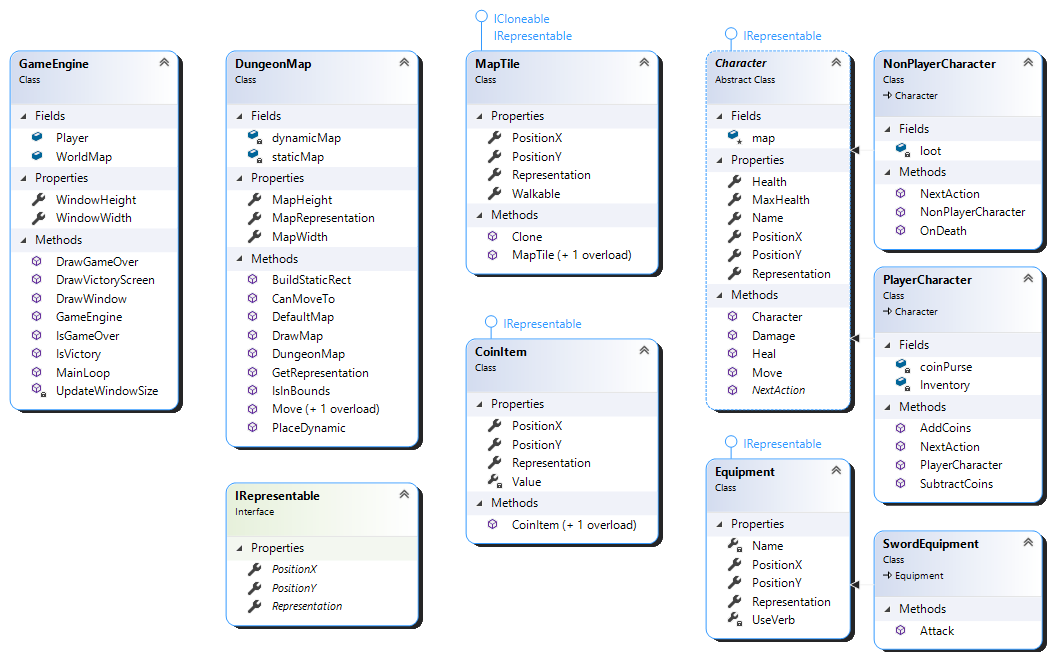 GameEngine
Class
Fields
Player
WorldMap
Properties
WindowHeight
WindowWidth
Methods
DrawGameOver
DrawVictoryScreen
DrawWindow
GameEngine
IsGameOver
IsVictory
MainLoop
UpdateWindowSize
DungeonMap
Class
Fields
dynamicMap
staticMap
Properties
MapHeight
MapRepresentation
MapWidth
Methods
BuildStaticRect
CanMoveTo
DefaultMap
DrawMap
DungeonMap
GetRepresentation
IsInBounds
Move (+ 1 overload)
PlaceDynamic
IRepresentable
Interface
Properties
PositionX
PositionY
Representation
ICloneable
IRepresentable
MapTile
Class
Properties
PositionX
PositionY
Representation
Walkable
Methods
Clone
MapTile (+ 1 overload)
IRepresentable
CoinItem
Class
Properties
PositionX
PositionY
Representation
Value
Methods
CoinItem (+ 1 overload)
IRepresentable
Character
Abstract Class
Fields
map
Properties
Health
MaxHealth
Name
PositionX
PositionY
Representation
Methods
Character
Damage
Heal
Move
NextAction
IRepresentable
Equipment
Class
Properties
Name
PositionX
PositionY
Representation
UseVerb
NonPlayerCharacter
Class
Character
Fields
loot
Methods
NextAction
NonPlayerCharacter
OnDeath
PlayerCharacter
Class
Character
Fields
coinPurse
Inventory
Methods
AddCoins
NextAction
PlayerCharacter
SubtractCoins
SwordEquipment
Class
Equipment
Methods
Attack